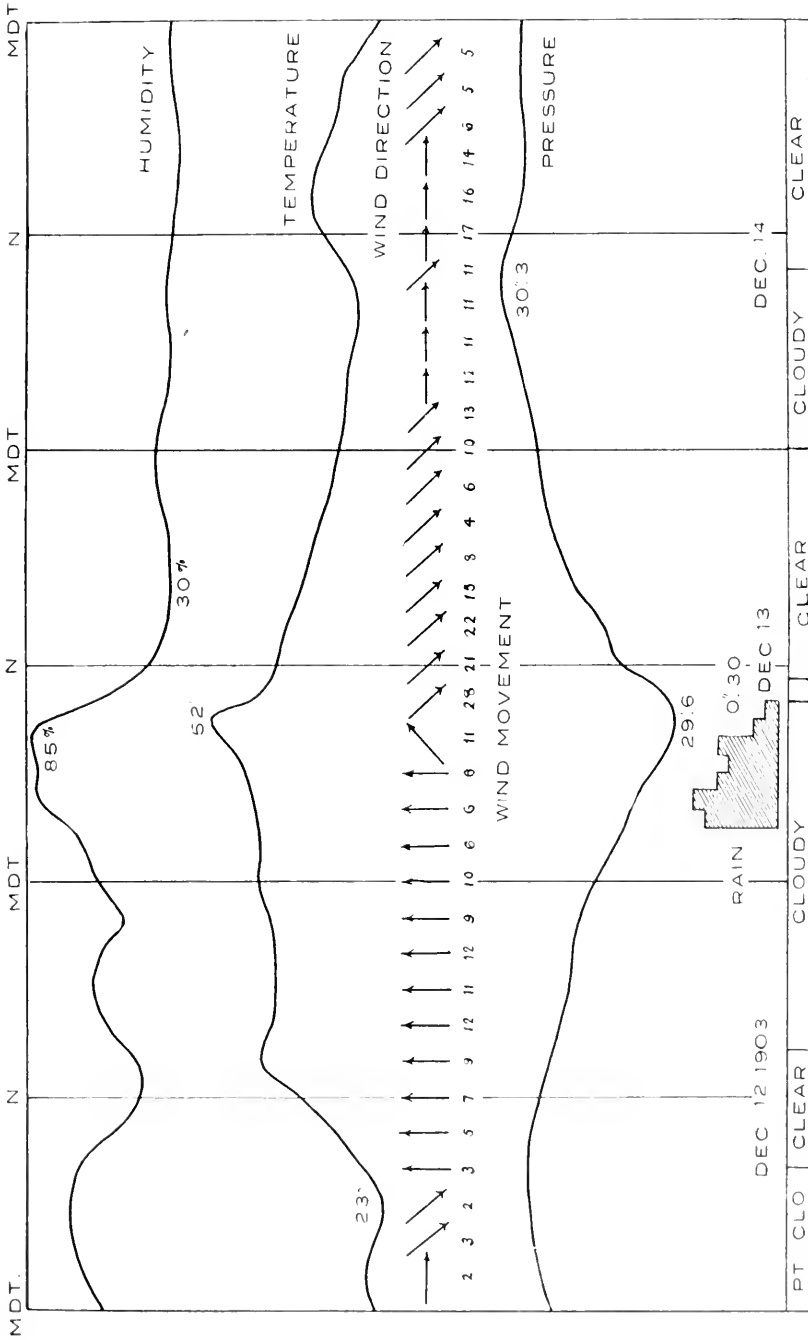 MDT. N MDT N MDT N MDT
HUMIDITY
85%
30%
TEMPERATURE
23°
52°
WIND DIRECTION
2 3 2 3 5 7 9 12 11 12 9 10 6 6 8 11 28 21 22 15 8 4 6 10 13 12 11 11 11 17 16 14 6 5 5
WIND MOVEMENT
PRESSURE
30".3
29".6
RAIN
0".30
DEC 12 1903
DEC 13
DEC. 14
PT CLO CLEAR CLOUDY CLEAR CLOUDY CLEAR